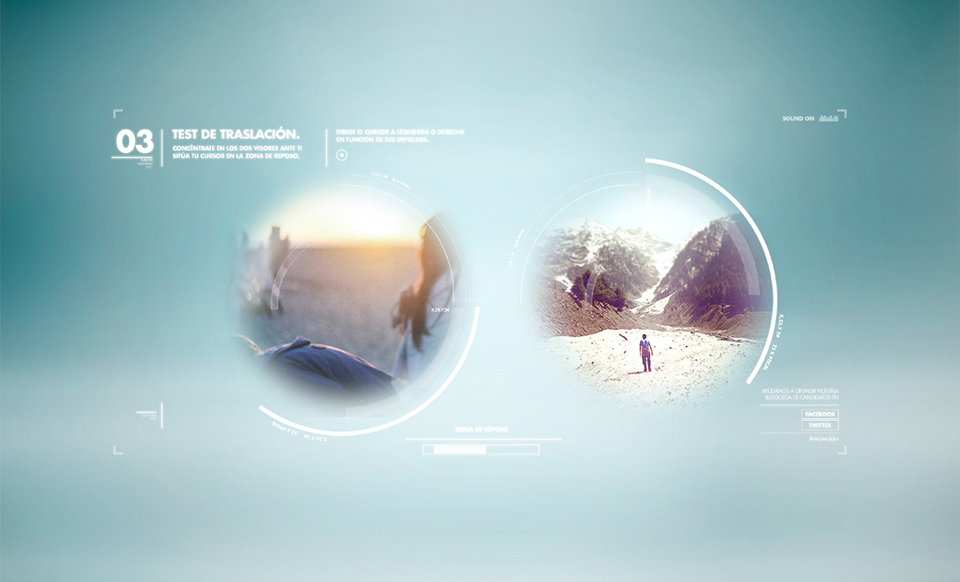 03
TEST DE TRASLACIÓN.
CONCÉNTRATE EN LOS DOS VISORES ANTE TI
SITÚA TU CURSOR EN LA ZONA DE REPOSO.
DIRIGE EL CURSOR A IZQUIERDA O DERECHA
EN FUNCIÓN DE TUS IMPULSOS.
SOUND ON
ZONA DE REPOSO
AYÚDANOS A DIFUNDIR NUESTRA
BÚSQUEDA DE CANDIDATOS EN
FACEBOOK
TWITTER